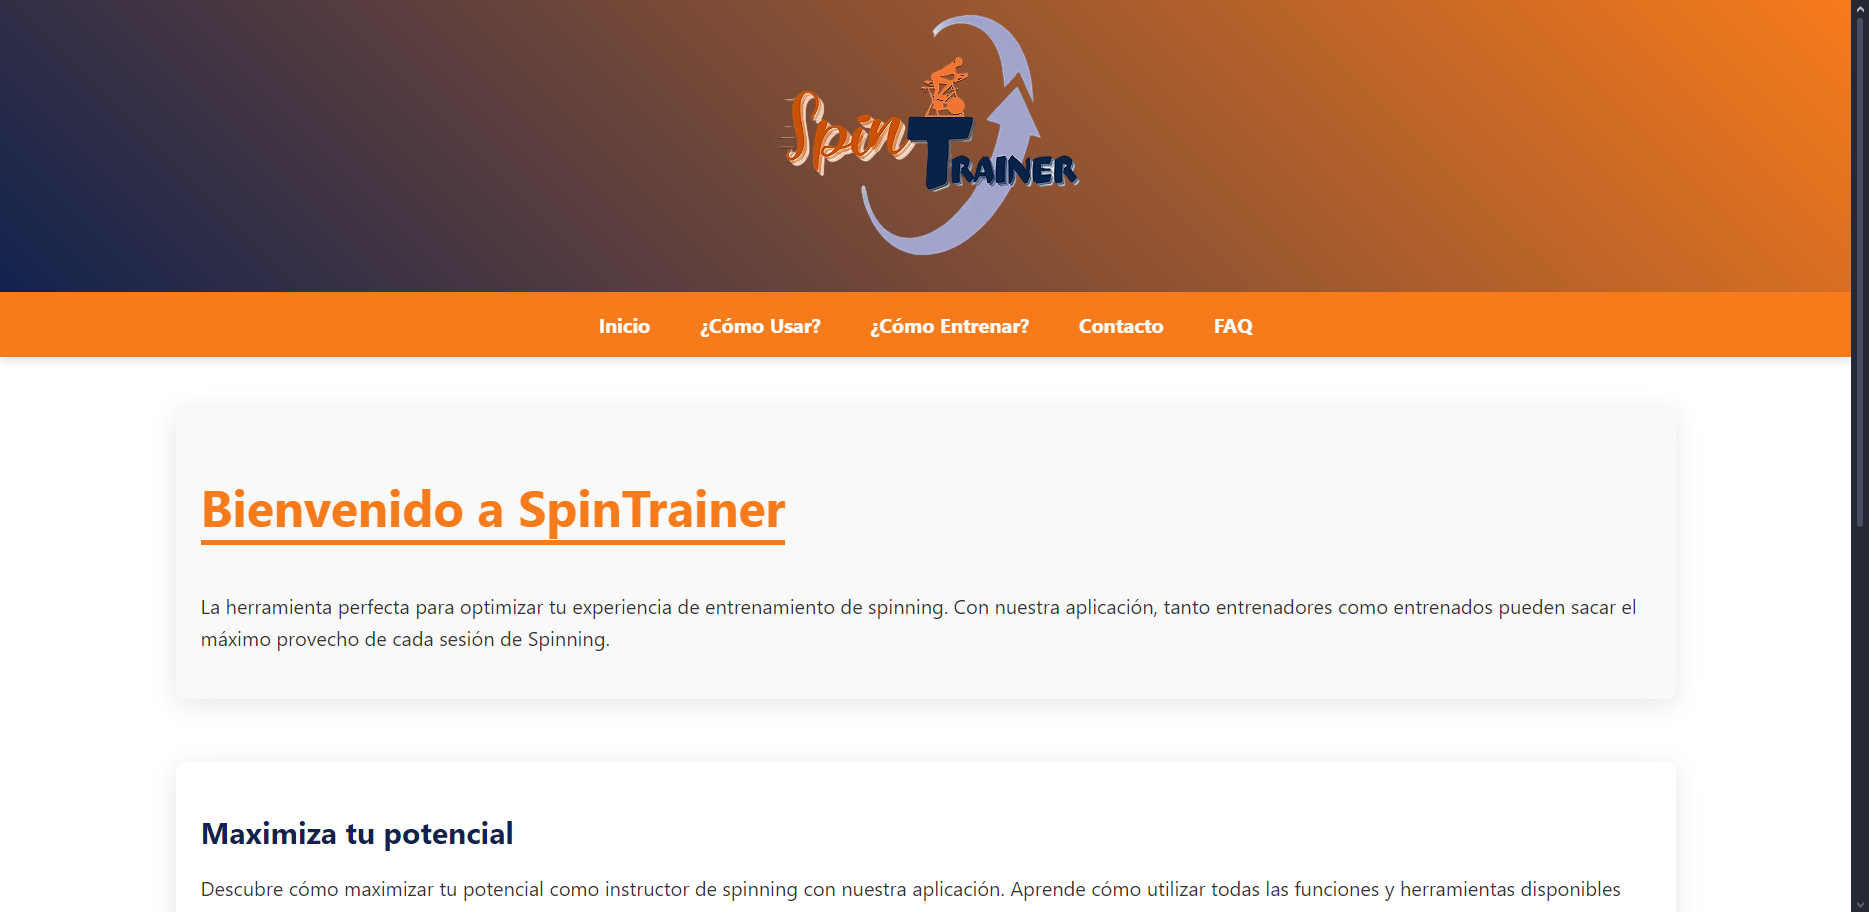 Spin Trainer
Inicio ¿Cómo Usar? ¿Cómo Entrenar? Contacto FAQ
Bienvenido a SpinTrainer
La herramienta perfecta para optimizar tu experiencia de entrenamiento de spinning. Con nuestra aplicación, tanto entrenadores como entrenados pueden sacar el
máximo provecho de cada sesión de Spinning.
Maximiza tu potencial
Descubre cómo maximizar tu potencial como instructor de spinning con nuestra aplicación. Aprende cómo utilizar todas las funciones y herramientas disponibles